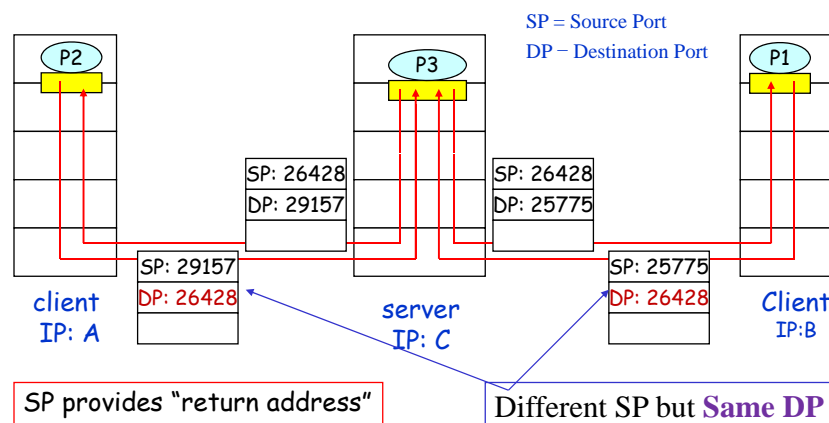 SP = Source Port
DP − Destination Port
P2
P3
P1
SP: 26428
DP: 29157
SP: 26428
DP: 25775
SP: 29157
DP: 26428
SP: 25775
DP: 26428
client
IP: A
server
IP: C
Client
IP:B
SP provides “return address”
Different SP but Same DP